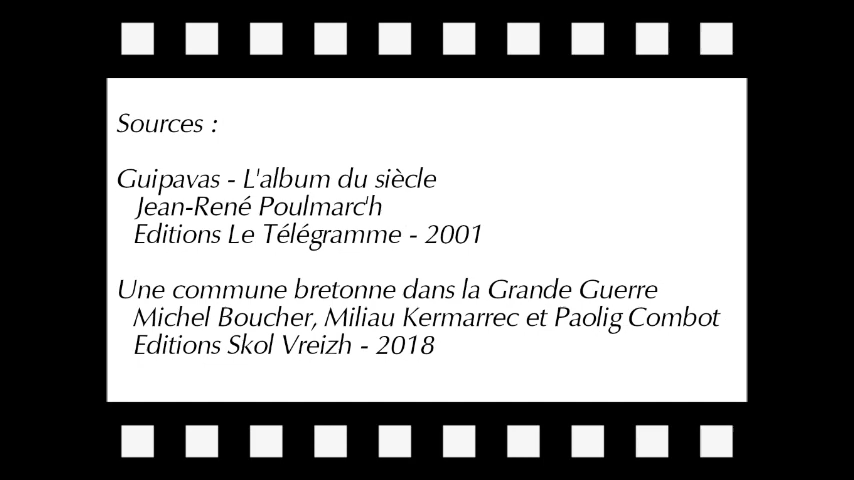 Sources :
Guipavas - L'album du siècle
Jean-René Poulmarc'h
Editions Le Télégramme - 2001
Une commune bretonne dans la Grande Guerre
Michel Boucher, Miliau Kermarrec et Paolig Combot
Editions Skol Vreizh - 2018